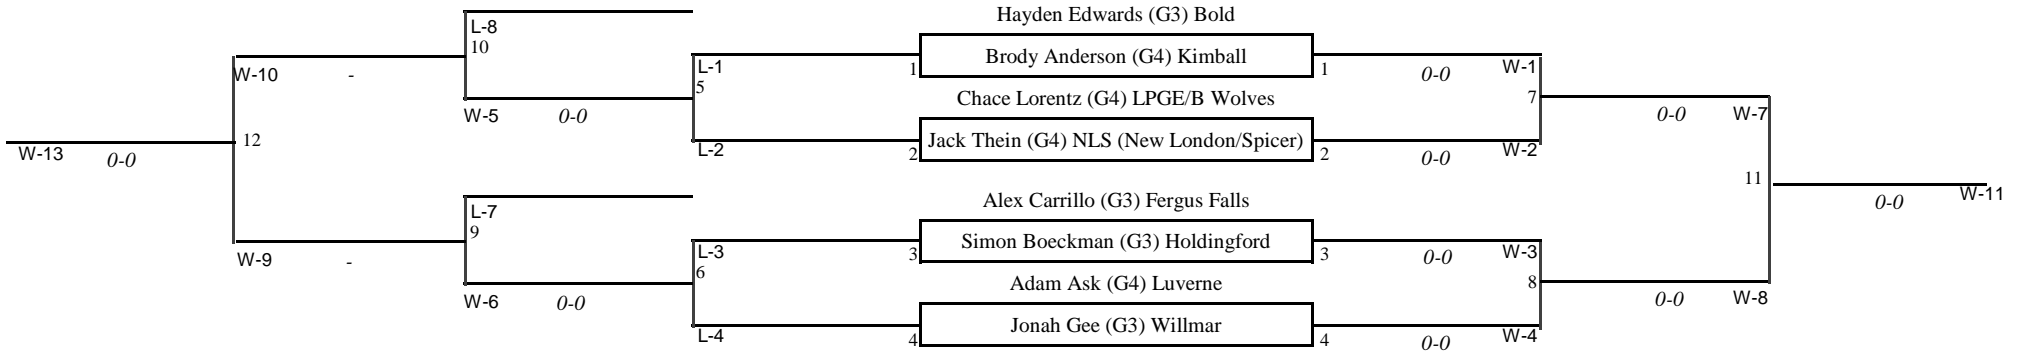 Hayden Edwards (G3) Bold
L-8
10
Brody Anderson (G4) Kimball
W-10 -
L-1
1
1
0-0
W-1
5
7
Chace Lorentz (G4) LPGE/B Wolves
W-5 0-0
0-0 W-7
12
Jack Thein (G4) NLS (New London/Spicer)
W-13 0-0
L-2
2
2
0-0
W-2
11
Alex Carrillo (G3) Fergus Falls
0-0
W-11
L-7
9
Simon Boeckman (G3) Holdingford
W-9 -
L-3
3
3
0-0
W-3
6
8
Adam Ask (G4) Luverne
W-6 0-0
0-0 W-8
Jonah Gee (G3) Willmar
L-4
4
4
0-0
W-4